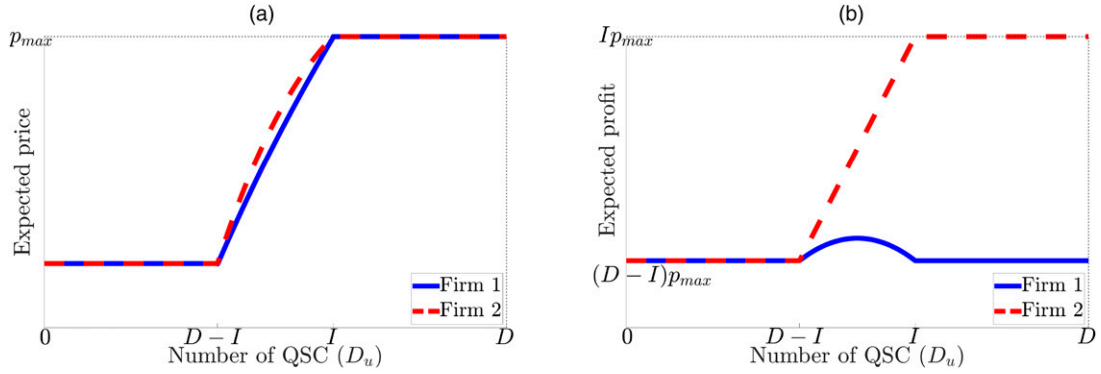 (a)
p_max
Expected price
Firm 1
Firm 2
0 D − I I D
Number of QSC (D_u)
(b)
Ip_max
Expected profit
(D − I)p_max
Firm 1
Firm 2
0 D − I I D
Number of QSC (D_u)